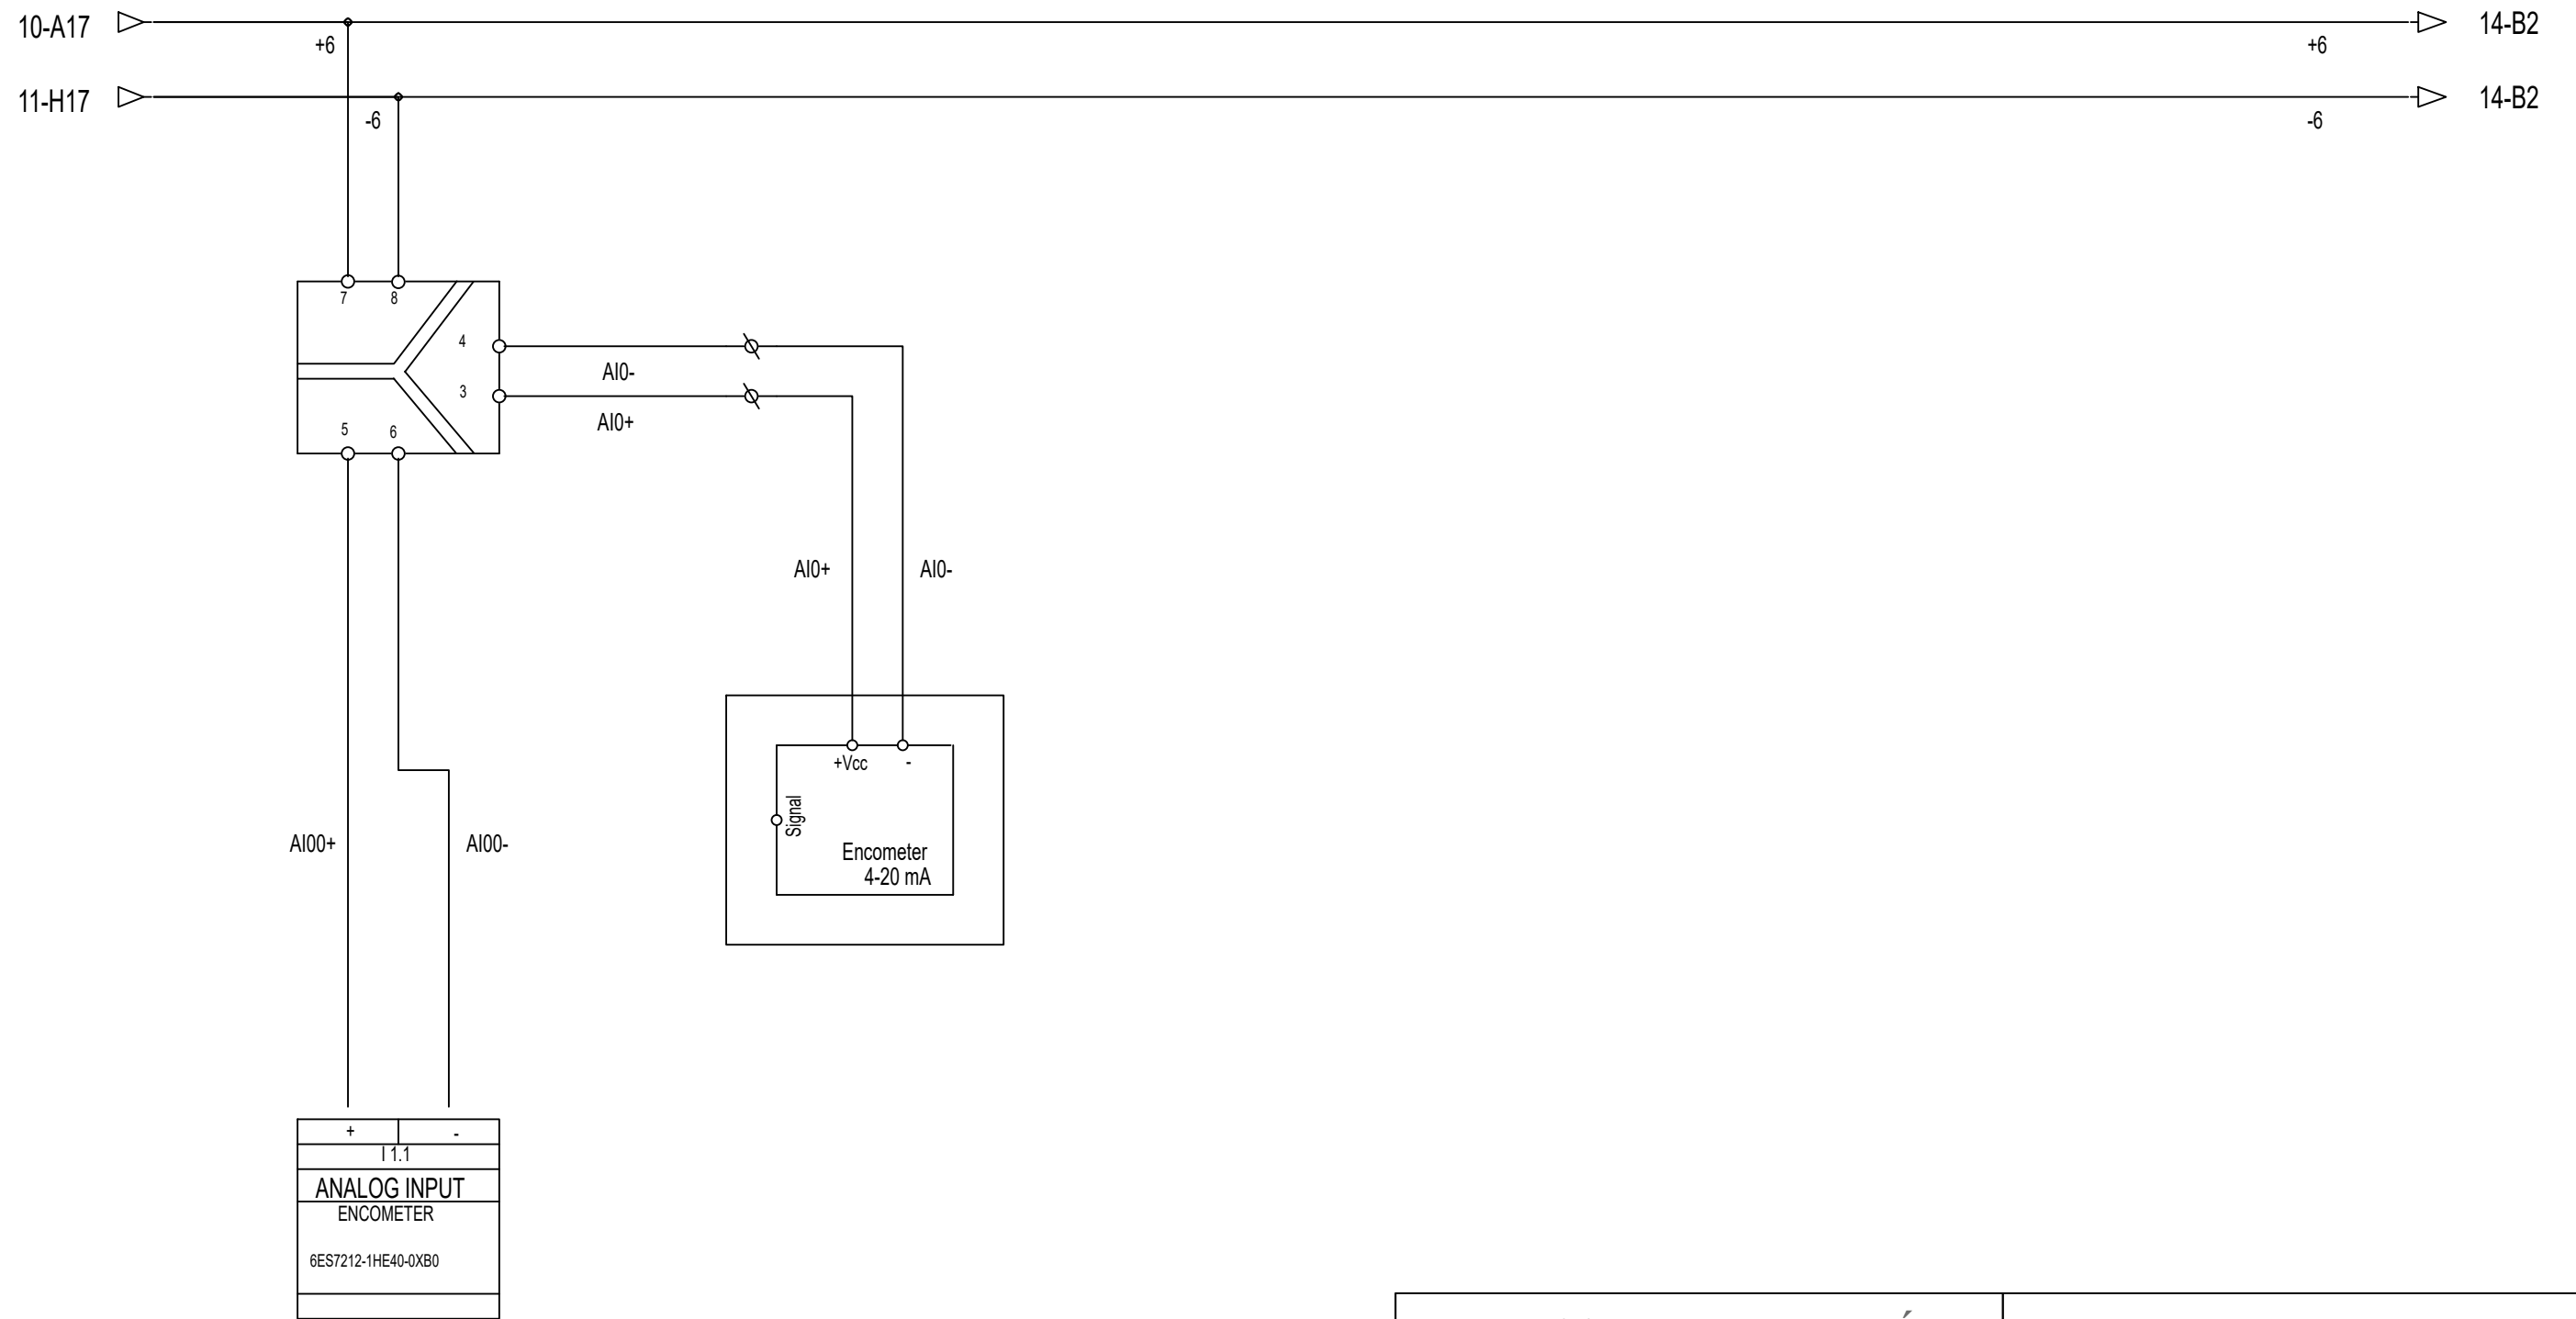 10-A17
14-B2
+6
+6
11-H17
14-B2
-6
-6
7
8
4
AI0-
3
AI0+
5
6
AI0+
AI0-
+Vcc
-
Signal
Encometer
4-20 mA
AI00+
AI00-
+
-
I 1.1
ANALOG INPUT
ENCOMETER
6ES7212-1HE40-0XB0